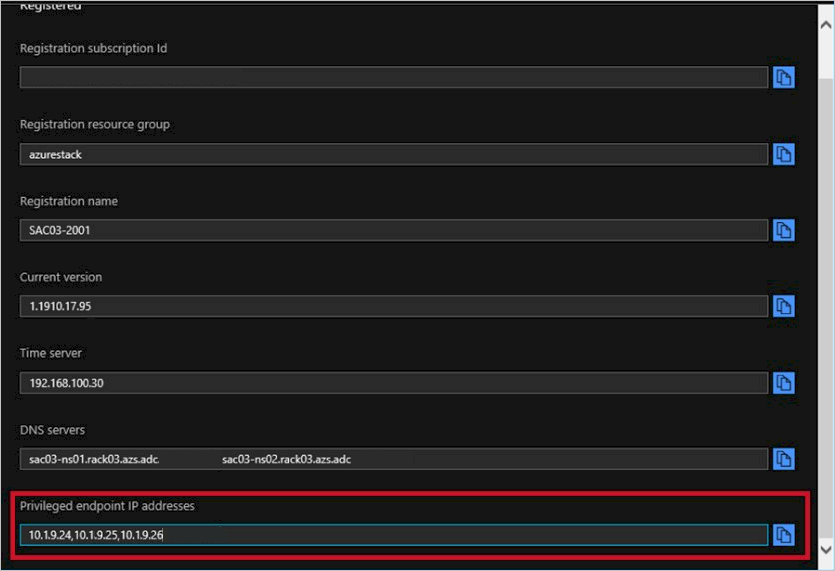 Registered
Registration subscription Id
Registration resource group
azurestack
Registration name
SAC03-2001
Current version
1.1910.17.95
Time server
192.168.100.30
DNS servers
sac03-ns01.rack03.azs.adc. sac03-ns02.rack03.azs.adc
Privileged endpoint IP addresses
10.1.9.24,10.1.9.25,10.1.9.26